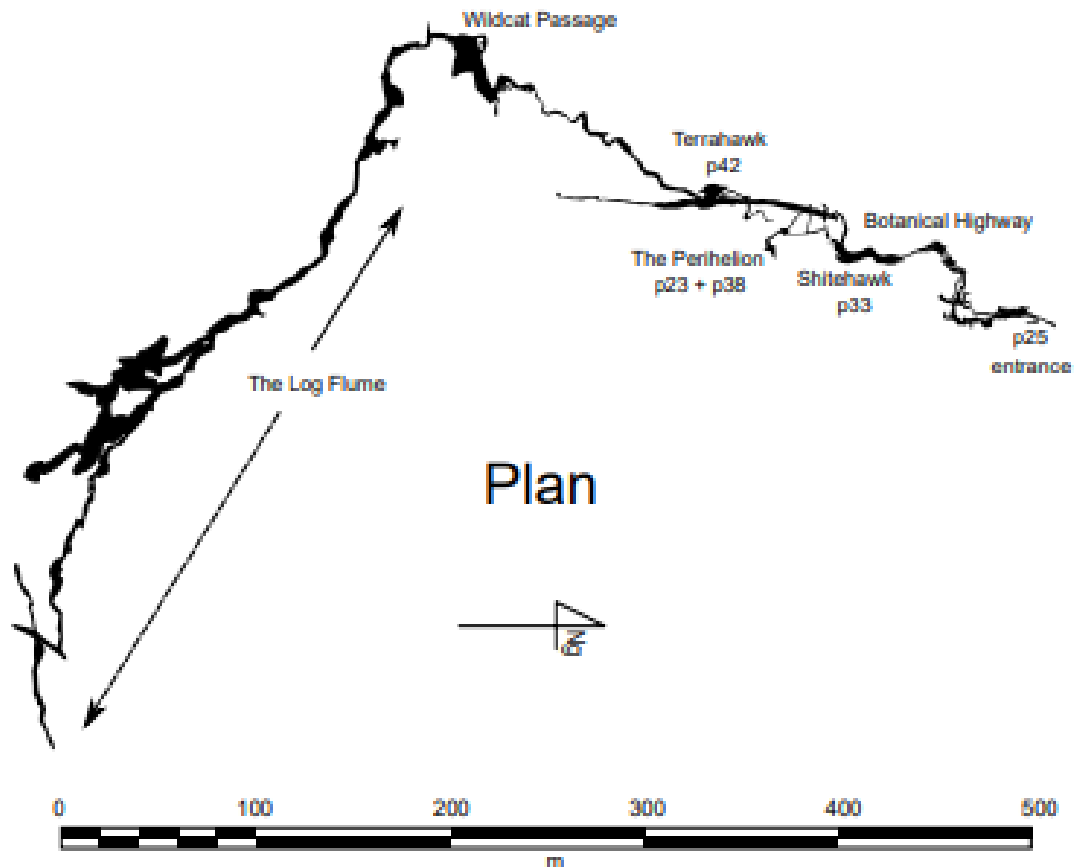 Wildcat Passage
Terrahawk
p42
Botanical Highway
The Perihelion
p23 + p38
Shitehawk
p33
p25
entrance
The Log Flume
Plan
Ng
0 100 200 300 400 500
m